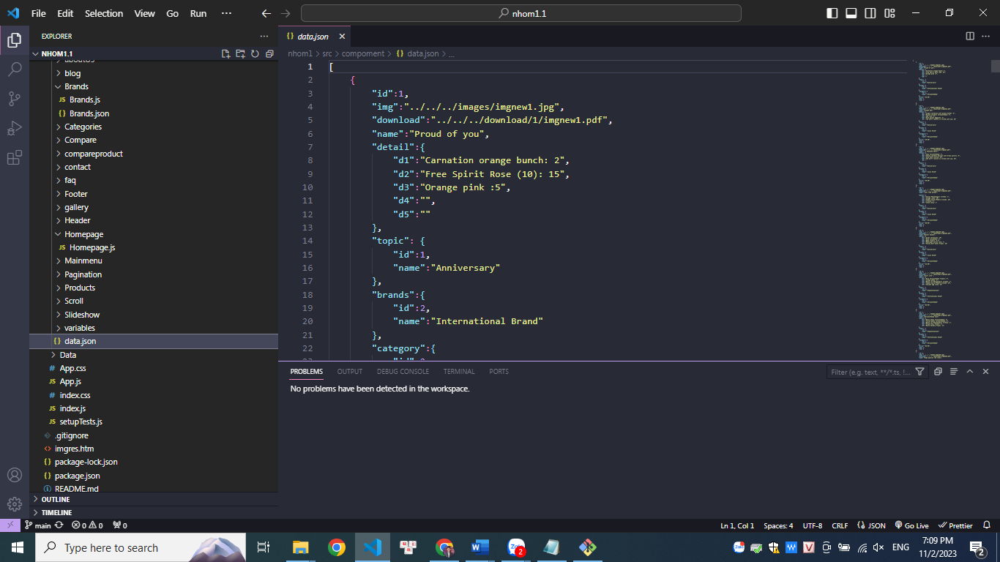 File Edit Selection View Go Run ··· nhom1.1
EXPLORER ···
NHOM1.1
blog
Brands
JS Brands.js
{} Brands.json
Categories
Compare
compareproduct
contact
faq
Footer
gallery
Header
Homepage
JS Homepage.js
Mainmenu
Pagination
Products
Scroll
Slideshow
variables
{} data.json
Data
# App.css
JS App.js
# index.css
JS index.js
JS setupTests.js
.gitignore
<> imgres.htm
{} package-lock.json
{} package.json
README.md
OUTLINE
TIMELINE
{} data.json ×
nhom1 > src > compoment > {} data.json > ...
1 [
2 {
3 "id":1,
4 "img":"../../../images/imgnew1.jpg",
5 "download":"../../../download/1/imgnew1.pdf",
6 "name":"Proud of you",
7 "detail":{
8 "d1":"Carnation orange bunch: 2",
9 "d2":"Free Spirit Rose (10): 15",
10 "d3":"Orange pink :5",
11 "d4":"",
12 "d5":""
13 },
14 "topic": {
15 "id":1,
16 "name":"Anniversary"
17 },
18 "brands":{
19 "id":2,
20 "name":"International Brand"
21 },
22 "category":{
PROBLEMS OUTPUT DEBUG CONSOLE TERMINAL PORTS Filter (e.g. text, **/*.ts, !...
No problems have been detected in the workspace.
main 0 0 0 Ln 1, Col 1 Spaces: 4 UTF-8 CRLF {} JSON Go Live Prettier
Type here to search
Zalo 2
Zalo W V ENG
7:09 PM
11/2/2023
2